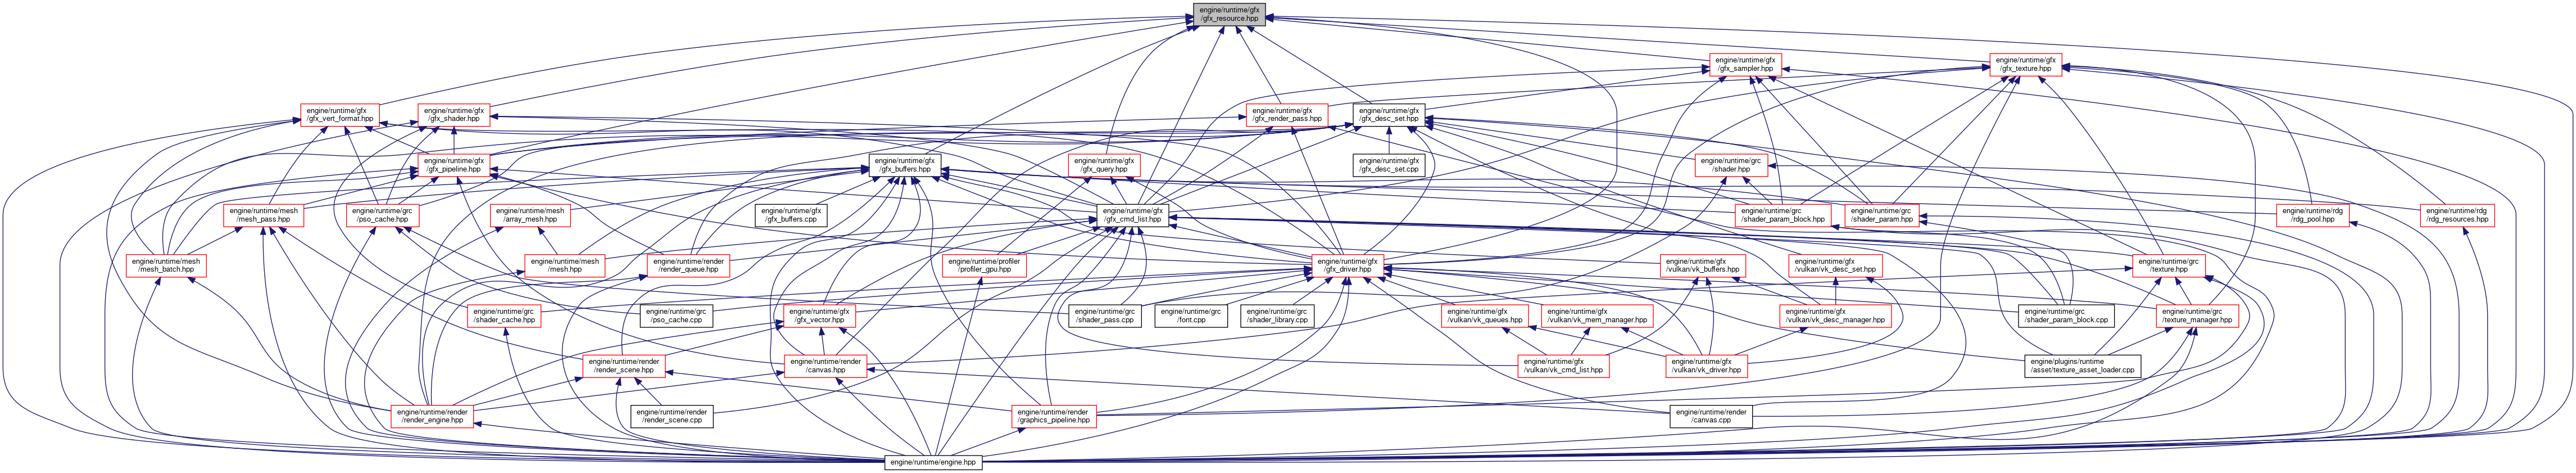 engine/runtime/gfx
/gfx_resource.hpp
engine/runtime/gfx
/gfx_sampler.hpp
engine/runtime/gfx
/gfx_texture.hpp
engine/runtime/gfx
/gfx_vert_format.hpp
engine/runtime/gfx
/gfx_shader.hpp
engine/runtime/gfx
/gfx_render_pass.hpp
engine/runtime/gfx
/gfx_desc_set.hpp
engine/runtime/gfx
/gfx_pipeline.hpp
engine/runtime/gfx
/gfx_buffers.hpp
engine/runtime/gfx
/gfx_query.hpp
engine/runtime/gfx
/gfx_desc_set.cpp
engine/runtime/grc
/shader.hpp
engine/runtime/mesh
/mesh_pass.hpp
engine/runtime/grc
/pso_cache.hpp
engine/runtime/mesh
/array_mesh.hpp
engine/runtime/gfx
/gfx_buffers.cpp
engine/runtime/gfx
/gfx_cmd_list.hpp
engine/runtime/grc
/shader_param_block.hpp
engine/runtime/grc
/shader_param.hpp
engine/runtime/rdg
/rdg_pool.hpp
engine/runtime/rdg
/rdg_resources.hpp
engine/runtime/mesh
/mesh_batch.hpp
engine/runtime/mesh
/mesh.hpp
engine/runtime/render
/render_queue.hpp
engine/runtime/profiler
/profiler_gpu.hpp
engine/runtime/gfx
/gfx_driver.hpp
engine/runtime/gfx
/vulkan/vk_buffers.hpp
engine/runtime/gfx
/vulkan/vk_desc_set.hpp
engine/runtime/grc
/texture.hpp
engine/runtime/grc
/shader_cache.hpp
engine/runtime/grc
/pso_cache.cpp
engine/runtime/gfx
/gfx_vector.hpp
engine/runtime/grc
/shader_pass.cpp
engine/runtime/grc
/font.cpp
engine/runtime/grc
/shader_library.cpp
engine/runtime/gfx
/vulkan/vk_queues.hpp
engine/runtime/gfx
/vulkan/vk_mem_manager.hpp
engine/runtime/gfx
/vulkan/vk_desc_manager.hpp
engine/runtime/grc
/shader_param_block.cpp
engine/runtime/grc
/texture_manager.hpp
engine/runtime/render
/render_scene.hpp
engine/runtime/render
/canvas.hpp
engine/runtime/gfx
/vulkan/vk_cmd_list.hpp
engine/runtime/gfx
/vulkan/vk_driver.hpp
engine/plugins/runtime
/asset/texture_asset_loader.cpp
engine/runtime/render
/render_engine.hpp
engine/runtime/render
/render_scene.cpp
engine/runtime/render
/graphics_pipeline.hpp
engine/runtime/render
/canvas.cpp
engine/runtime/engine.hpp